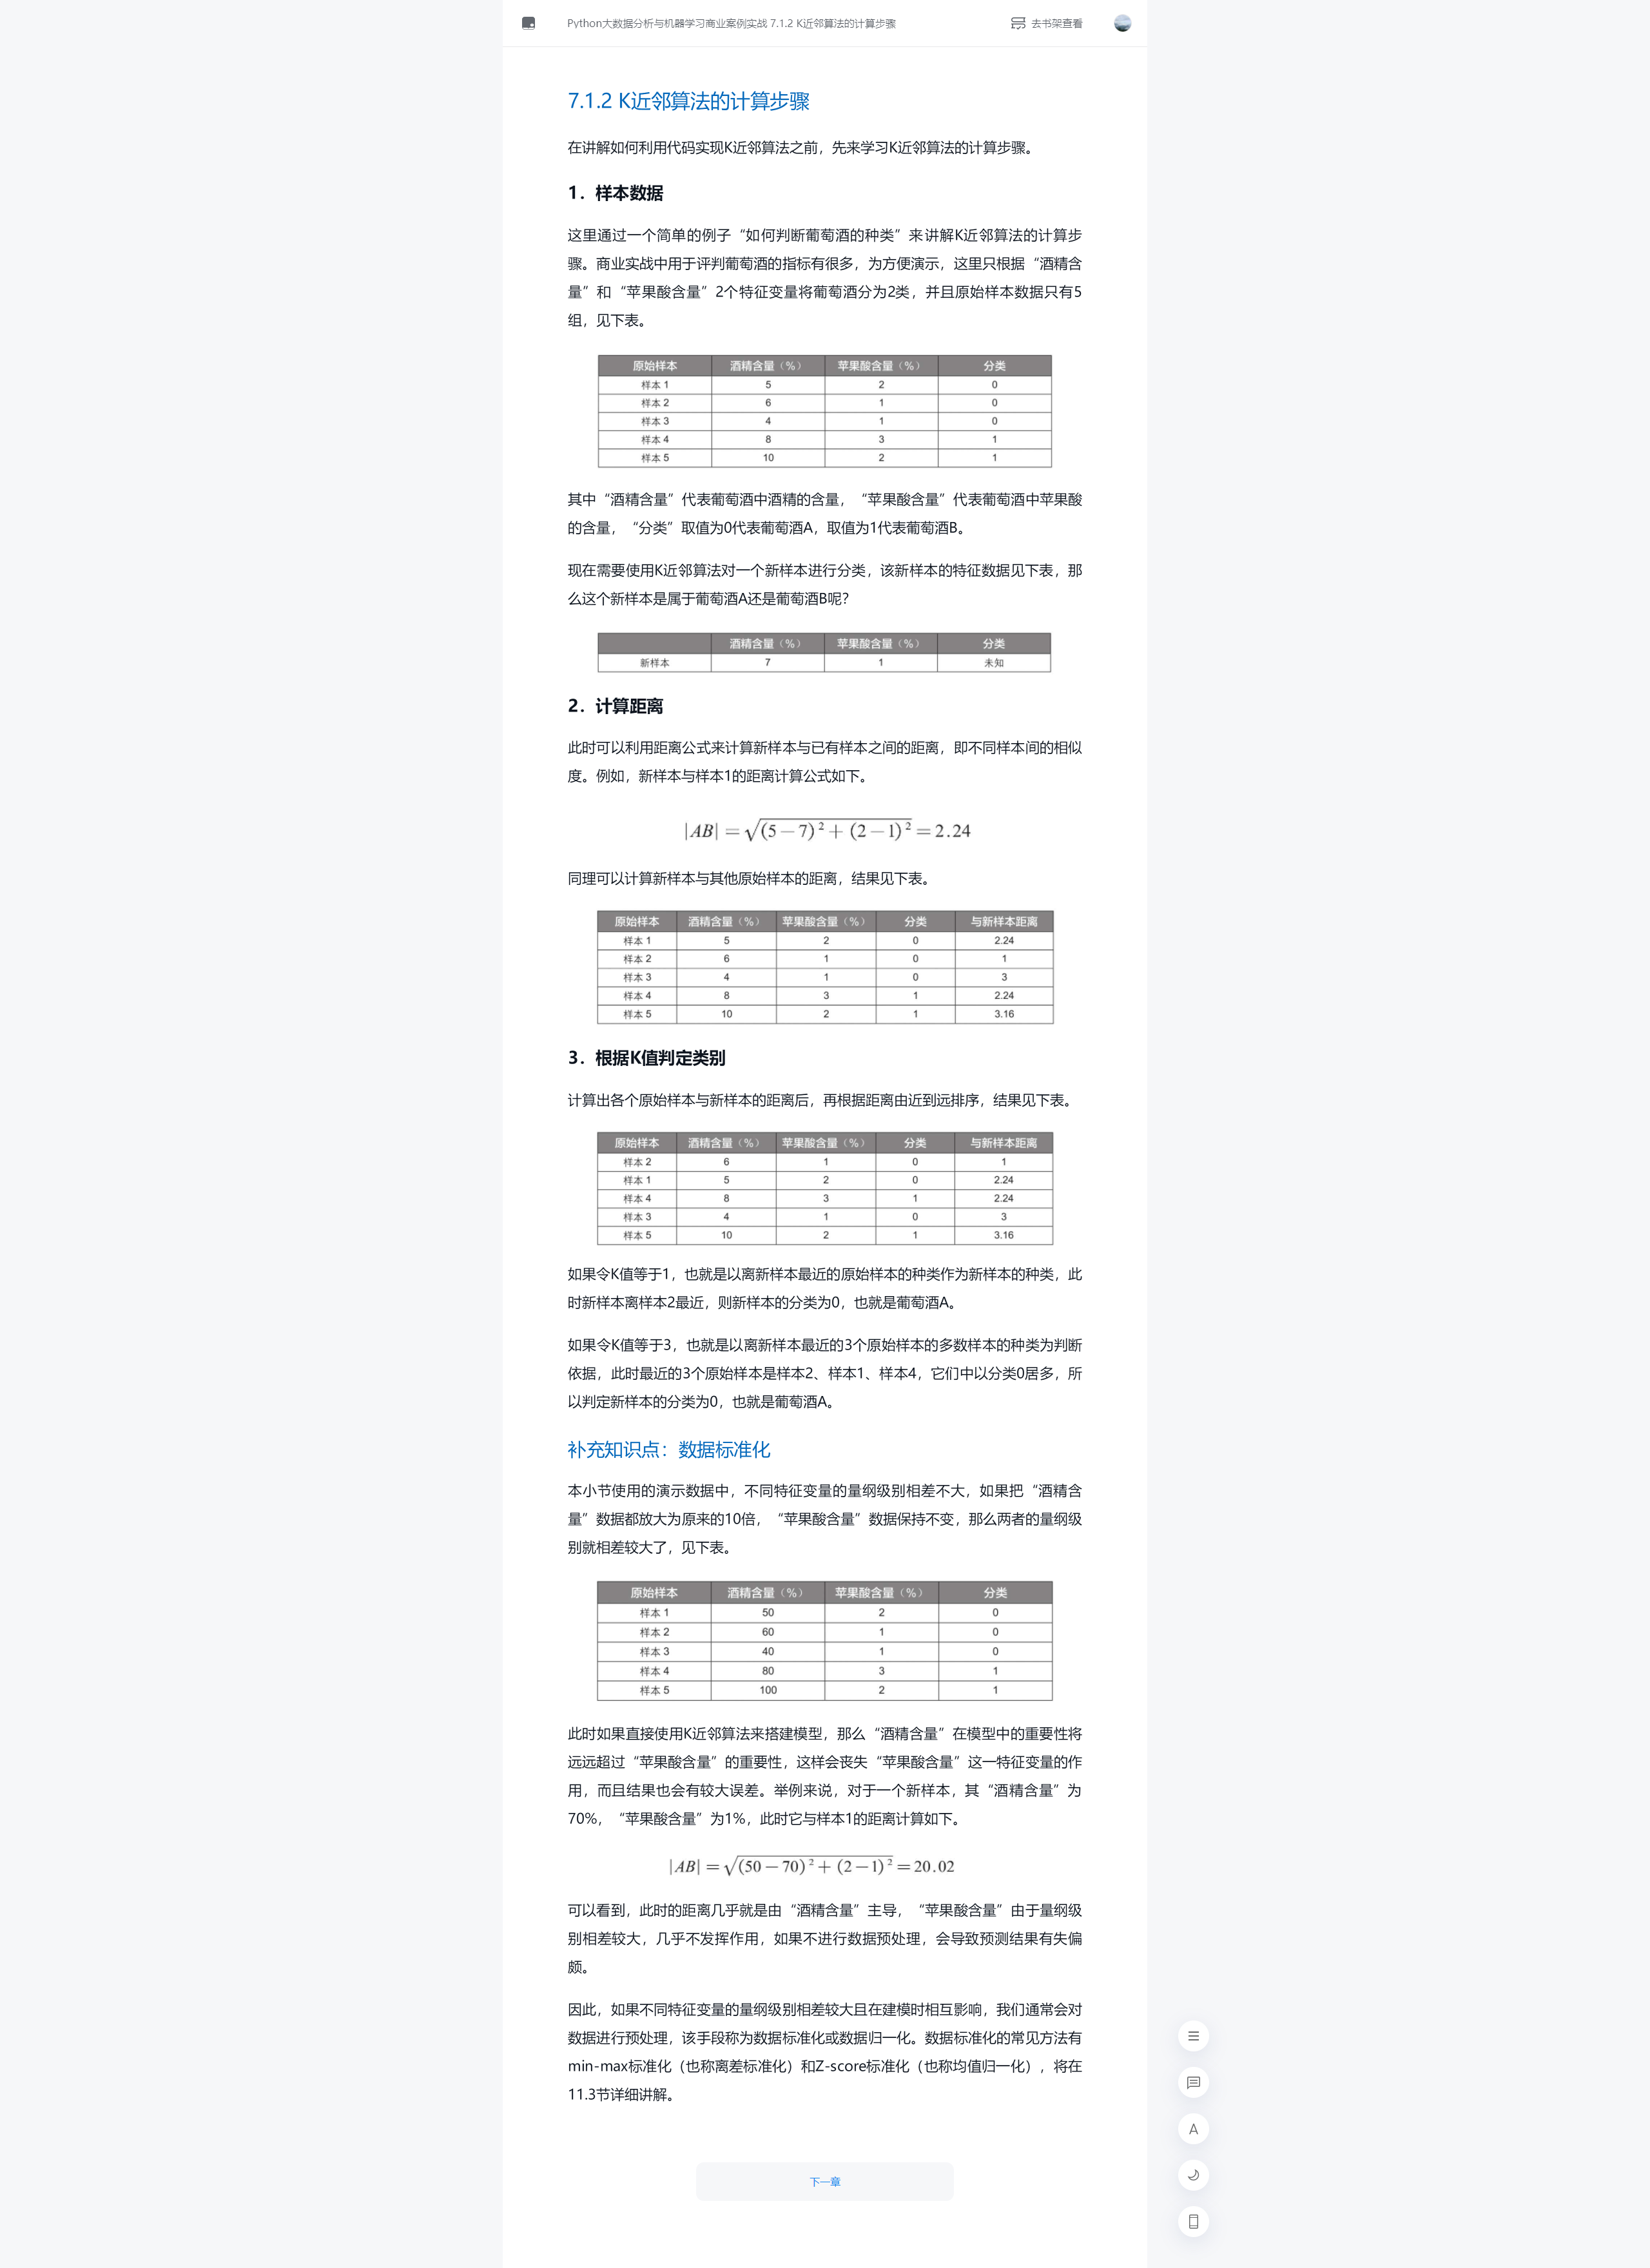 Python大数据分析与机器学习商业案例实战 7.1.2 K近邻算法的计算步骤
去书架查看
7.1.2 K近邻算法的计算步骤
在讲解如何利用代码实现K近邻算法之前，先来学习K近邻算法的计算步骤。
1．样本数据
这里通过一个简单的例子“如何判断葡萄酒的种类”来讲解K近邻算法的计算步
骤。商业实战中用于评判葡萄酒的指标有很多，为方便演示，这里只根据“酒精含
量”和“苹果酸含量”2个特征变量将葡萄酒分为2类，并且原始样本数据只有5
组，见下表。
原始样本 酒精含量（%） 苹果酸含量（%） 分类
样本 1 5 2 0
样本 2 6 1 0
样本 3 4 1 0
样本 4 8 3 1
样本 5 10 2 1
其中“酒精含量”代表葡萄酒中酒精的含量，“苹果酸含量”代表葡萄酒中苹果酸
的含量，“分类”取值为0代表葡萄酒A，取值为1代表葡萄酒B。
现在需要使用K近邻算法对一个新样本进行分类，该新样本的特征数据见下表，那
么这个新样本是属于葡萄酒A还是葡萄酒B呢？
酒精含量（%） 苹果酸含量（%） 分类
新样本 7 1 未知
2．计算距离
此时可以利用距离公式来计算新样本与已有样本之间的距离，即不同样本间的相似
度。例如，新样本与样本1的距离计算公式如下。
|AB| = √(5 − 7)² + (2 − 1)² = 2.24
同理可以计算新样本与其他原始样本的距离，结果见下表。
原始样本 酒精含量（%） 苹果酸含量（%） 分类 与新样本距离
样本 1 5 2 0 2.24
样本 2 6 1 0 1
样本 3 4 1 0 3
样本 4 8 3 1 2.24
样本 5 10 2 1 3.16
3．根据K值判定类别
计算出各个原始样本与新样本的距离后，再根据距离由近到远排序，结果见下表。
原始样本 酒精含量（%） 苹果酸含量（%） 分类 与新样本距离
样本 2 6 1 0 1
样本 1 5 2 0 2.24
样本 4 8 3 1 2.24
样本 3 4 1 0 3
样本 5 10 2 1 3.16
如果令K值等于1，也就是以离新样本最近的原始样本的种类作为新样本的种类，此
时新样本离样本2最近，则新样本的分类为0，也就是葡萄酒A。
如果令K值等于3，也就是以离新样本最近的3个原始样本的多数样本的种类为判断
依据，此时最近的3个原始样本是样本2、样本1、样本4，它们中以分类0居多，所
以判定新样本的分类为0，也就是葡萄酒A。
补充知识点：数据标准化
本小节使用的演示数据中，不同特征变量的量纲级别相差不大，如果把“酒精含
量”数据都放大为原来的10倍，“苹果酸含量”数据保持不变，那么两者的量纲级
别就相差较大了，见下表。
原始样本 酒精含量（%） 苹果酸含量（%） 分类
样本 1 50 2 0
样本 2 60 1 0
样本 3 40 1 0
样本 4 80 3 1
样本 5 100 2 1
此时如果直接使用K近邻算法来搭建模型，那么“酒精含量”在模型中的重要性将
远远超过“苹果酸含量”的重要性，这样会丧失“苹果酸含量”这一特征变量的作
用，而且结果也会有较大误差。举例来说，对于一个新样本，其“酒精含量”为
70%，“苹果酸含量”为1%，此时它与样本1的距离计算如下。
|AB| = √(50 − 70)² + (2 − 1)² = 20.02
可以看到，此时的距离几乎就是由“酒精含量”主导，“苹果酸含量”由于量纲级
别相差较大，几乎不发挥作用，如果不进行数据预处理，会导致预测结果有失偏
颇。
因此，如果不同特征变量的量纲级别相差较大且在建模时相互影响，我们通常会对
数据进行预处理，该手段称为数据标准化或数据归一化。数据标准化的常见方法有
min-max标准化（也称离差标准化）和Z-score标准化（也称均值归一化），将在
11.3节详细讲解。
A
下一章